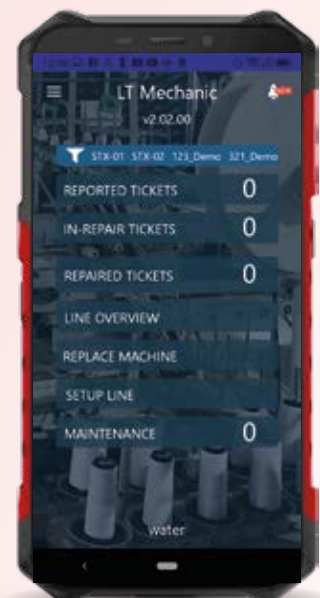 LT Mechanic
v2.02.00
STX-01 STX-02 123_Demo 321_Demo
REPORTED TICKETS 0
IN-REPAIR TICKETS 0
REPAIRED TICKETS 0
LINE OVERVIEW
REPLACE MACHINE
SETUP LINE
MAINTENANCE 0
water